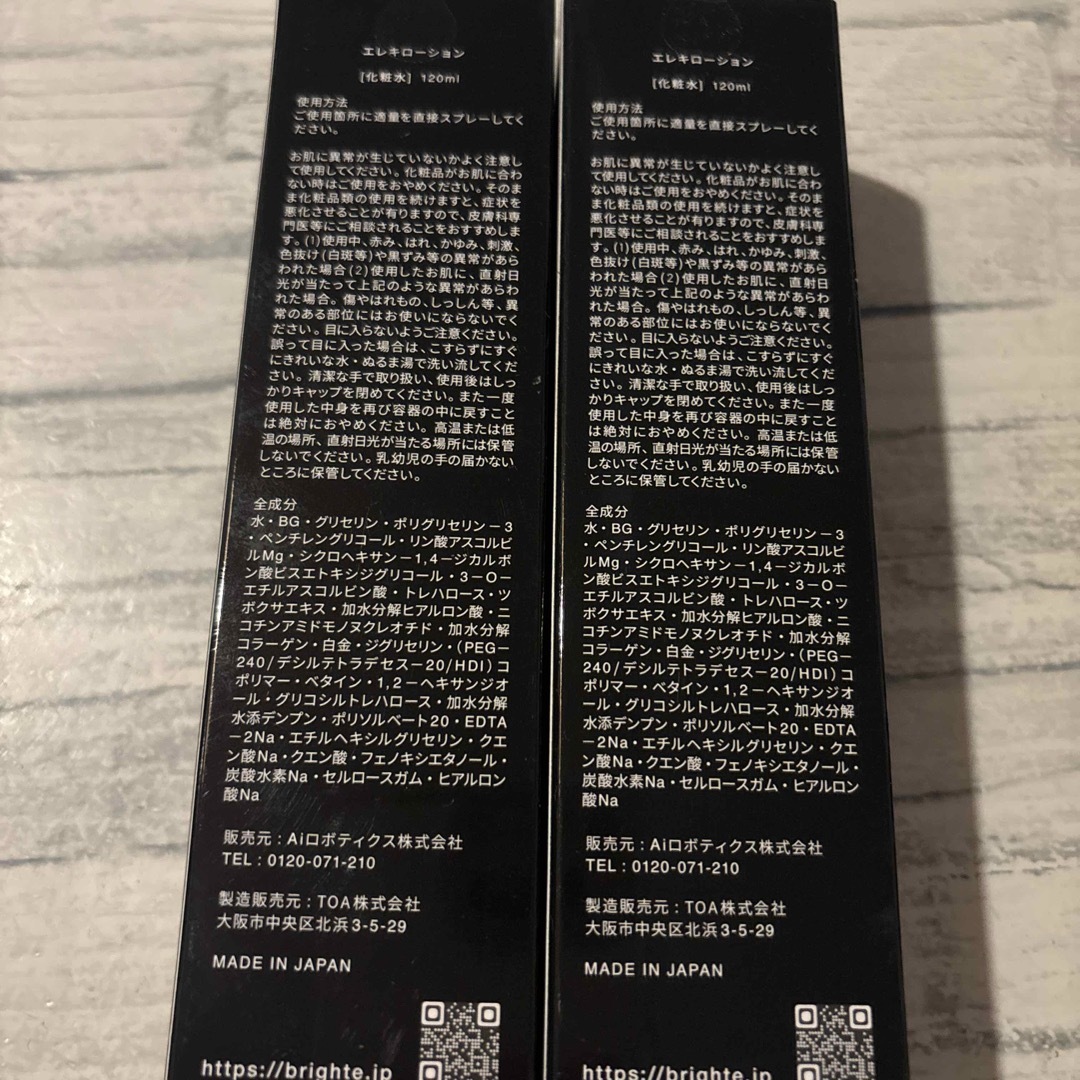 エレキローション
[化粧水] 120ml
使用方法
ご使用箇所に適量を直接スプレーしてく
ださい。
お肌に異常が生じていないかよく注意し
て使用してください。化粧品がお肌に合わ
ない時はご使用をおやめください。そのま
ま化粧品類の使用を続けますと、症状を
悪化させることが有りますので、皮膚科専
門医等にご相談されることをおすすめしま
す。(1)使用中、赤み、はれ、かゆみ、刺激、
色抜け(白斑等)や黒ずみ等の異常があら
われた場合(2)使用したお肌に、直射日
光が当たって上記のような異常があらわ
れた場合。傷やはれもの、しっしん等、異
常のある部位にはお使いにならないでく
ださい。目に入らないようご注意ください。
誤って目に入った場合は、こすらずにすぐ
にきれいな水・ぬるま湯で洗い流してくだ
さい。清潔な手で取り扱い、使用後はしっ
かりキャップを閉めてください。また一度
使用した中身を再び容器の中に戻すこと
は絶対におやめください。高温または低
温の場所、直射日光が当たる場所には保管
しないでください。乳幼児の手の届かない
ところに保管してください。
全成分
水・BG・グリセリン・ポリグリセリン−3
・ペンチレングリコール・リン酸アスコルビ
ルMg・シクロヘキサン−1,4−ジカルボ
ン酸ビスエトキシジグリコール・3−O−
エチルアスコルビン酸・トレハロース・ツ
ボクサエキス・加水分解ヒアルロン酸・ニ
コチンアミドモノヌクレオチド・加水分解
コラーゲン・白金・ジグリセリン・(PEG−
240/デシルテトラデセス−20/HDI)コ
ポリマー・ベタイン・1,2−ヘキサンジオ
ール・グリコシルトレハロース・加水分解
水添デンプン・ポリソルベート20・EDTA
−2Na・エチルヘキシルグリセリン・クエ
ン酸Na・クエン酸・フェノキシエタノール・
炭酸水素Na・セルロースガム・ヒアルロン
酸Na
販売元：Aiロボティクス株式会社
TEL：0120-071-210
製造販売元：TOA株式会社
大阪市中央区北浜3-5-29
MADE IN JAPAN
https://brighte.jp
エレキローション
[化粧水] 120ml
使用方法
ご使用箇所に適量を直接スプレーしてく
ださい。
お肌に異常が生じていないかよく注意し
て使用してください。化粧品がお肌に合わ
ない時はご使用をおやめください。そのま
ま化粧品類の使用を続けますと、症状を
悪化させることが有りますので、皮膚科専
門医等にご相談されることをおすすめしま
す。(1)使用中、赤み、はれ、かゆみ、刺激、
色抜け(白斑等)や黒ずみ等の異常があら
われた場合(2)使用したお肌に、直射日
光が当たって上記のような異常があらわ
れた場合。傷やはれもの、しっしん等、異
常のある部位にはお使いにならないでく
ださい。目に入らないようご注意ください。
誤って目に入った場合は、こすらずにすぐ
にきれいな水・ぬるま湯で洗い流してくだ
さい。清潔な手で取り扱い、使用後はしっ
かりキャップを閉めてください。また一度
使用した中身を再び容器の中に戻すこと
は絶対におやめください。高温または低
温の場所、直射日光が当たる場所には保管
しないでください。乳幼児の手の届かない
ところに保管してください。
全成分
水・BG・グリセリン・ポリグリセリン−3
・ペンチレングリコール・リン酸アスコルビ
ルMg・シクロヘキサン−1,4−ジカルボ
ン酸ビスエトキシジグリコール・3−O−
エチルアスコルビン酸・トレハロース・ツ
ボクサエキス・加水分解ヒアルロン酸・ニ
コチンアミドモノヌクレオチド・加水分解
コラーゲン・白金・ジグリセリン・(PEG−
240/デシルテトラデセス−20/HDI)コ
ポリマー・ベタイン・1,2−ヘキサンジオ
ール・グリコシルトレハロース・加水分解
水添デンプン・ポリソルベート20・EDTA
−2Na・エチルヘキシルグリセリン・クエ
ン酸Na・クエン酸・フェノキシエタノール・
炭酸水素Na・セルロースガム・ヒアルロン
酸Na
販売元：Aiロボティクス株式会社
TEL：0120-071-210
製造販売元：TOA株式会社
大阪市中央区北浜3-5-29
MADE IN JAPAN
https://brighte.jp